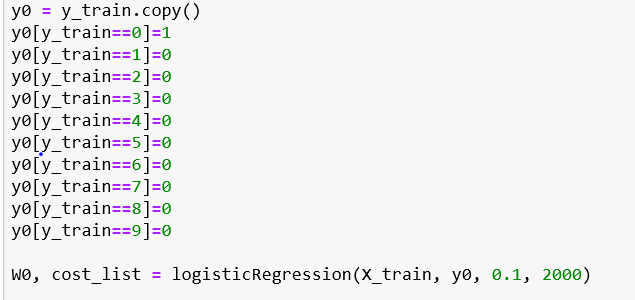 y0 = y_train.copy()
y0[y_train==0]=1
y0[y_train==1]=0
y0[y_train==2]=0
y0[y_train==3]=0
y0[y_train==4]=0
y0[y_train==5]=0
y0[y_train==6]=0
y0[y_train==7]=0
y0[y_train==8]=0
y0[y_train==9]=0
W0, cost_list = logisticRegression(X_train, y0, 0.1, 2000)